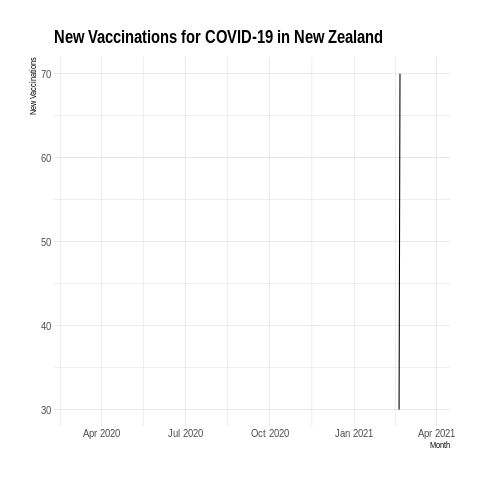 New Vaccinations for COVID-19 in New Zealand
New Vaccinations
70
60
50
40
30
Apr 2020 Jul 2020 Oct 2020 Jan 2021 Apr 2021
Month